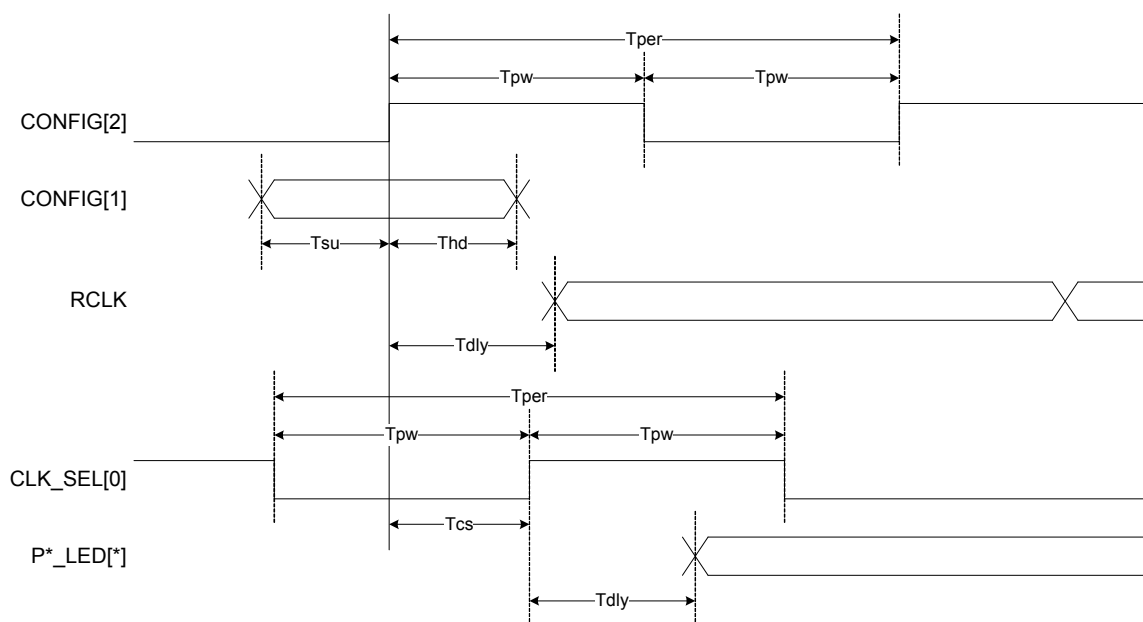 Tper
Tpw Tpw
CONFIG[2]
CONFIG[1]
Tsu Thd
RCLK
Tdly
Tper
Tpw Tpw
CLK_SEL[0]
Tcs
P*_LED[*]
Tdly